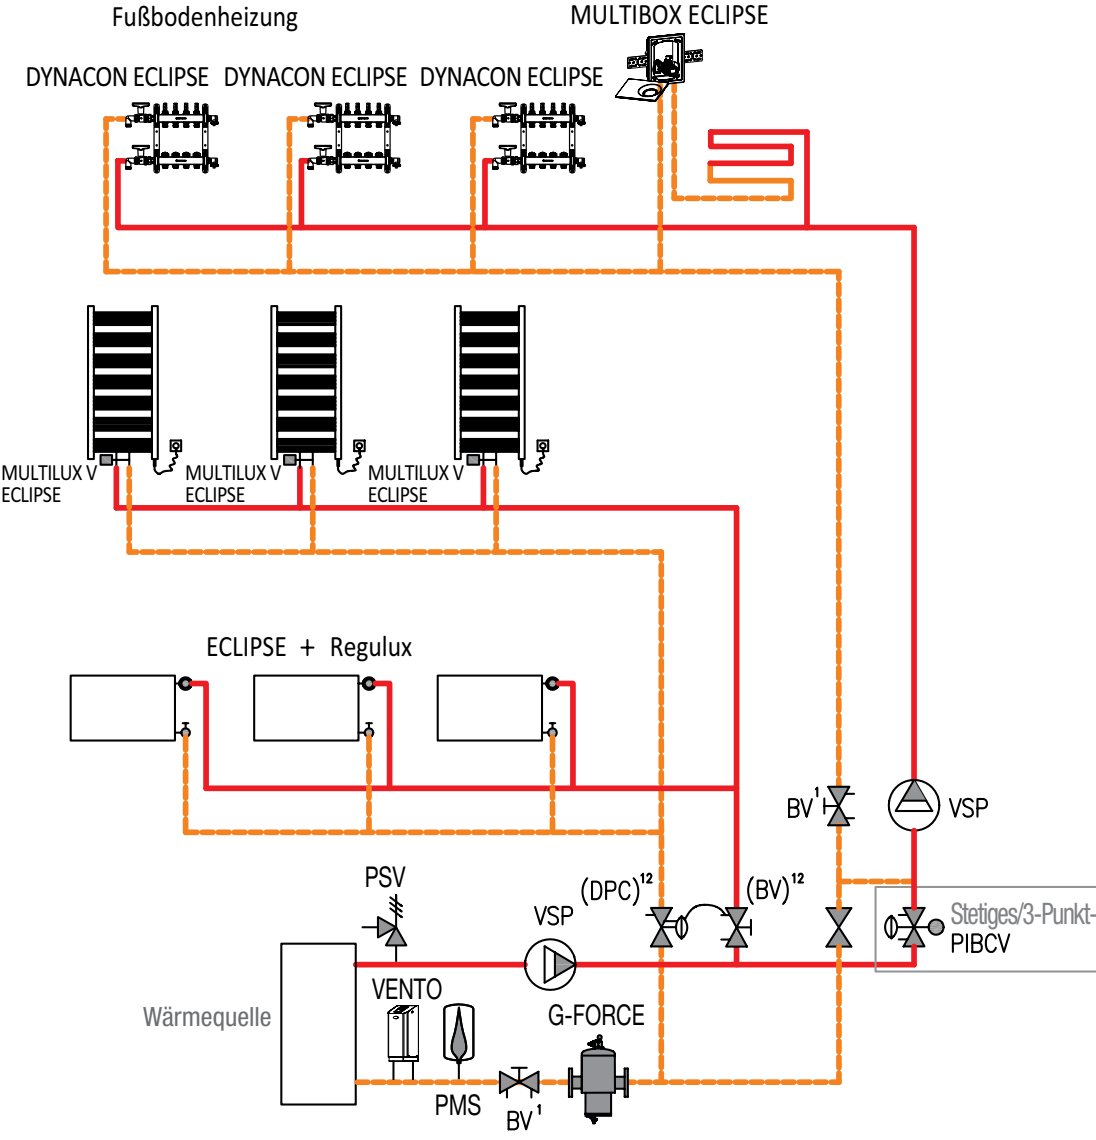 Fußbodenheizung
MULTIBOX ECLIPSE
DYNACON ECLIPSE
DYNACON ECLIPSE
DYNACON ECLIPSE
MULTILUX V
ECLIPSE
MULTILUX V
ECLIPSE
MULTILUX V
ECLIPSE
ECLIPSE + Regulux
BV¹
VSP
PSV
(DPC)¹²
(BV)¹²
VSP
Stetiges/3-Punkt-
PIBCV
VENTO
G-FORCE
Wärmequelle
PMS
BV¹